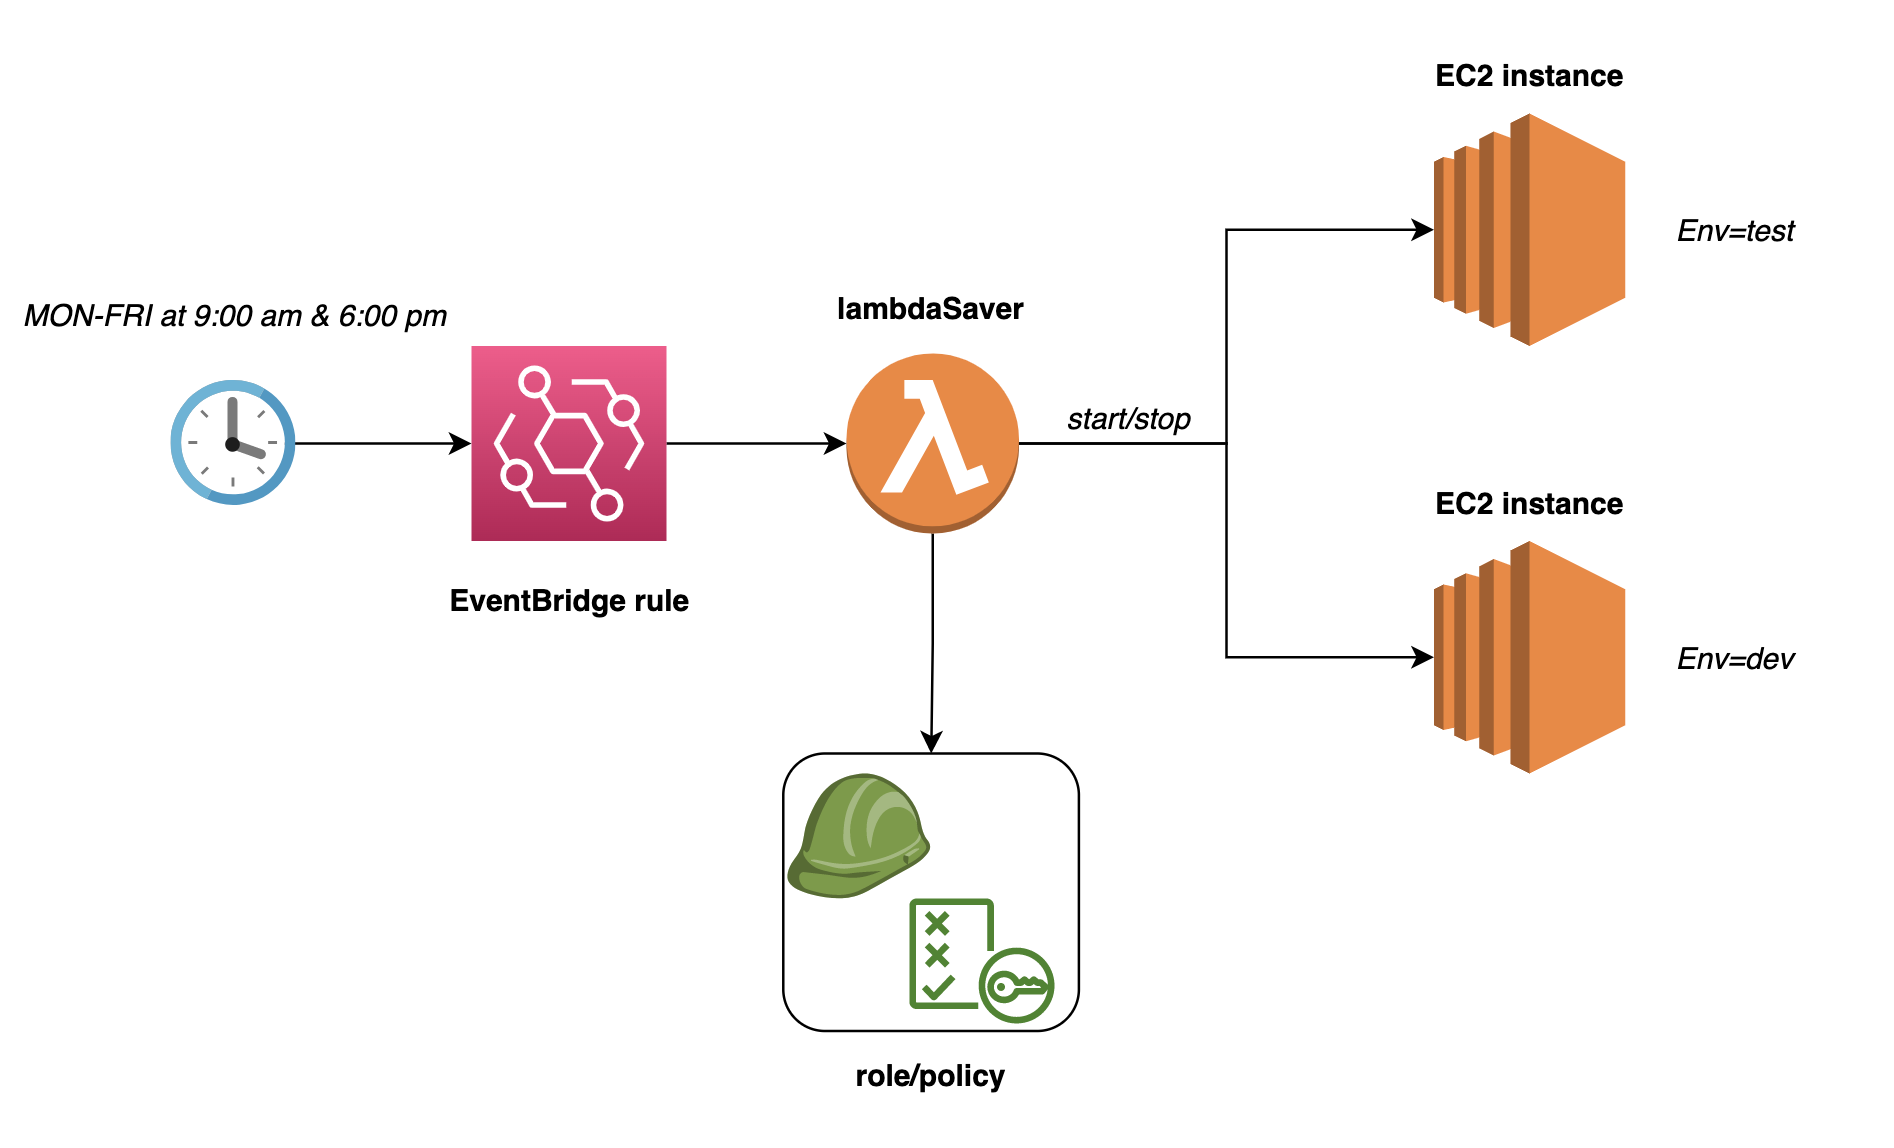 MON-FRI at 9:00 am & 6:00 pm
EventBridge rule
lambdaSaver
start/stop
EC2 instance
Env=test
EC2 instance
Env=dev
role/policy